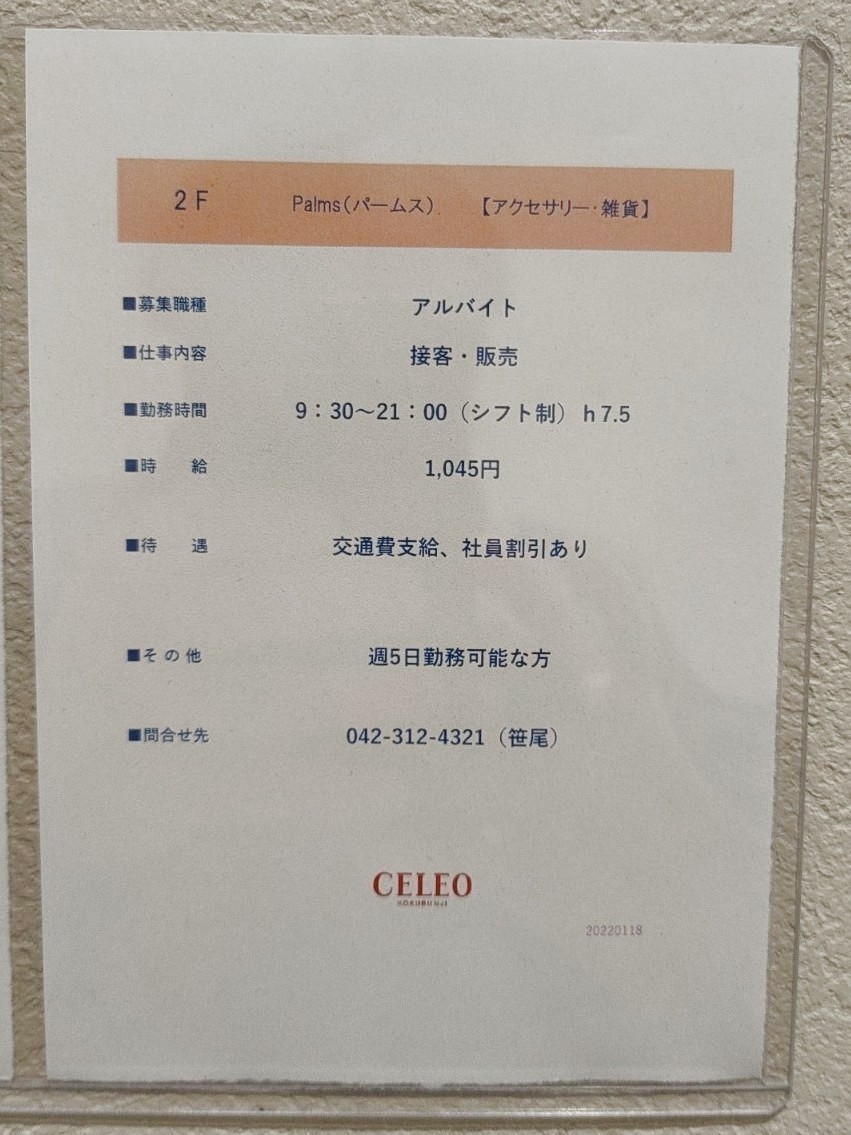 2F Palms(パームス). 【アクセサリー・雑貨】
■募集職種 アルバイト
■仕事内容 接客・販売
■勤務時間 9：30～21：00（シフト制）h7.5
■時　給 1,045円
■待　遇 交通費支給、社員割引あり
■その他 週5日勤務可能な方
■問合せ先 042-312-4321（笹尾）
CELEO
KOKUBUNJI
20220118